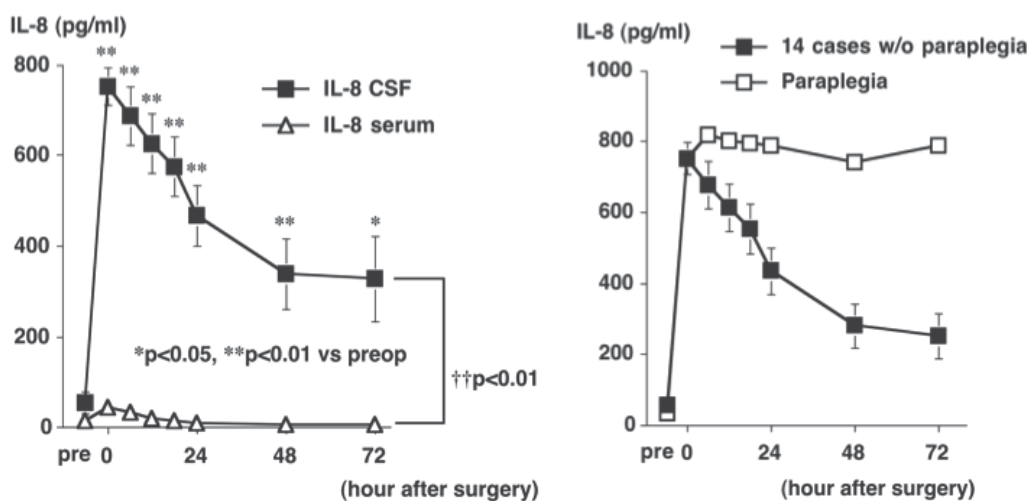 IL-8 (pg/ml)
800
600
400
200
0
** ** ** ** ** ** *
IL-8 CSF
IL-8 serum
*p<0.05, **p<0.01 vs preop
††p<0.01
pre 0 24 48 72
(hour after surgery)
IL-8 (pg/ml)
1000
800
600
400
200
0
14 cases w/o paraplegia
Paraplegia
pre 0 24 48 72
(hour after surgery)